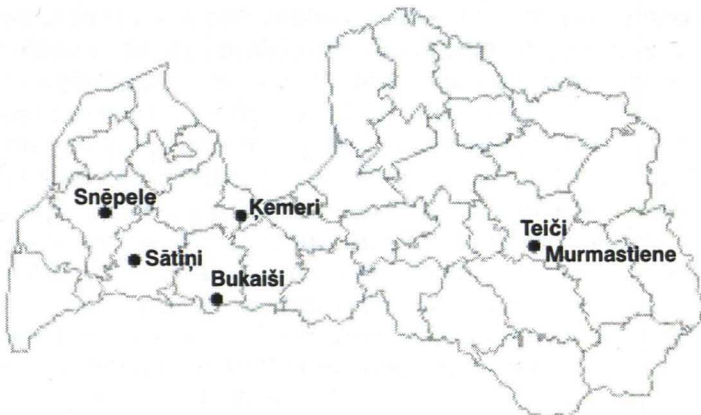 Snēpele
Ķemeri
Teiči
Sātiņi
Murmastiene
Bukaiši